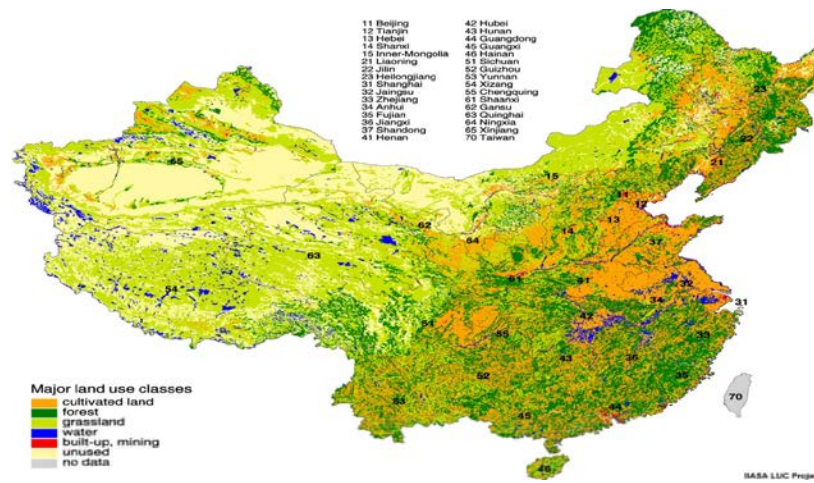 11 Beijing
12 Tianjin
13 Hebei
14 Shanxi
15 Inner-Mongolla
21 Liaoning
22 Jilin
23 Heilongjiang
31 Shanghai
32 Jaingsu
33 Zhejiang
34 Anhui
35 Fujian
36 Jiangxi
37 Shandong
41 Henan
42 Hubei
43 Hunan
44 Guangdong
45 Guangxi
46 Hainan
51 Sichuan
52 Guizhou
53 Yunnan
54 Xizang
55 Chengquing
61 Shaanxi
62 Gansu
63 Quinghai
64 Ningxia
65 Xinjiang
70 Taiwan
23
22
21
65
15
11
12
13
62
64
14
37
63
61
41
32
54
34
31
51
42
55
33
43
36
52
35
53
45
44
70
46
Major land use classes
cultivated land
forest
grassland
water
built-up, mining
unused
no data
IIASA LUC Proje